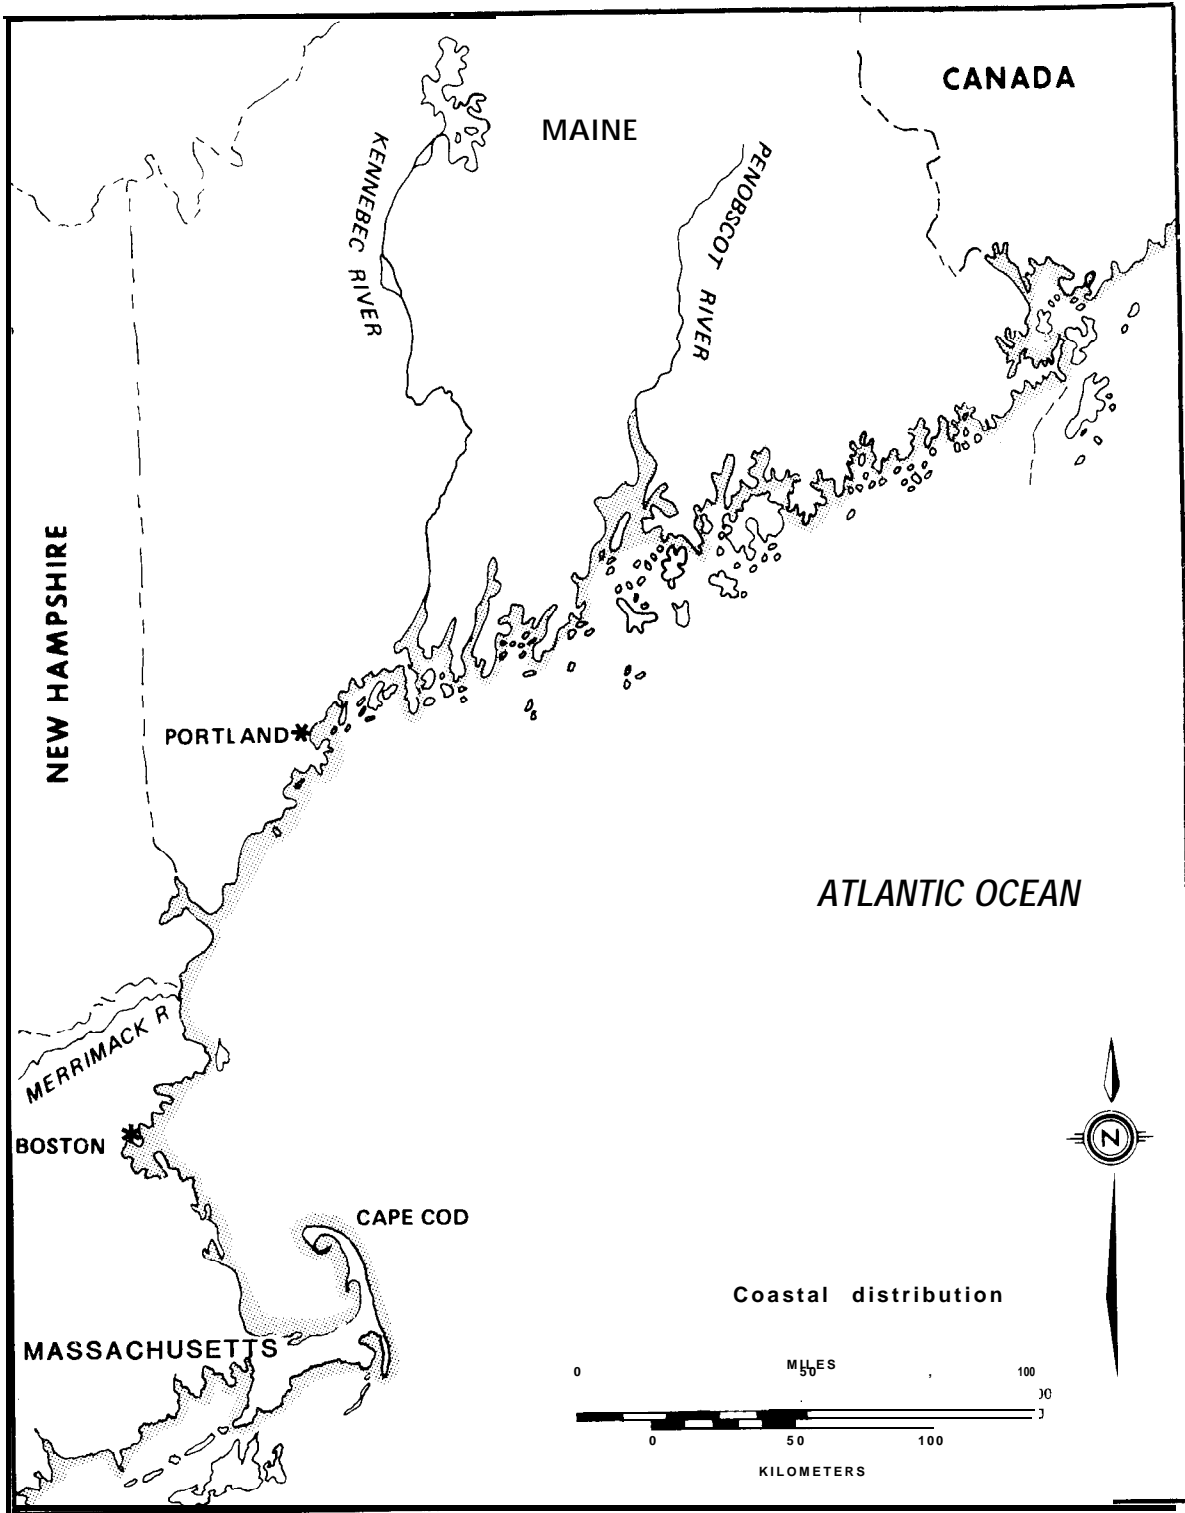 CANADA
MAINE
KENNEBEC RIVER
PENOBSCOT RIVER
NEW HAMPSHIRE
PORTLAND
ATLANTIC OCEAN
MERRIMACK R
BOSTON
N
CAPE COD
Coastal distribution
MASSACHUSETTS
MILES
0 50 100
00
0 50 100
KILOMETERS